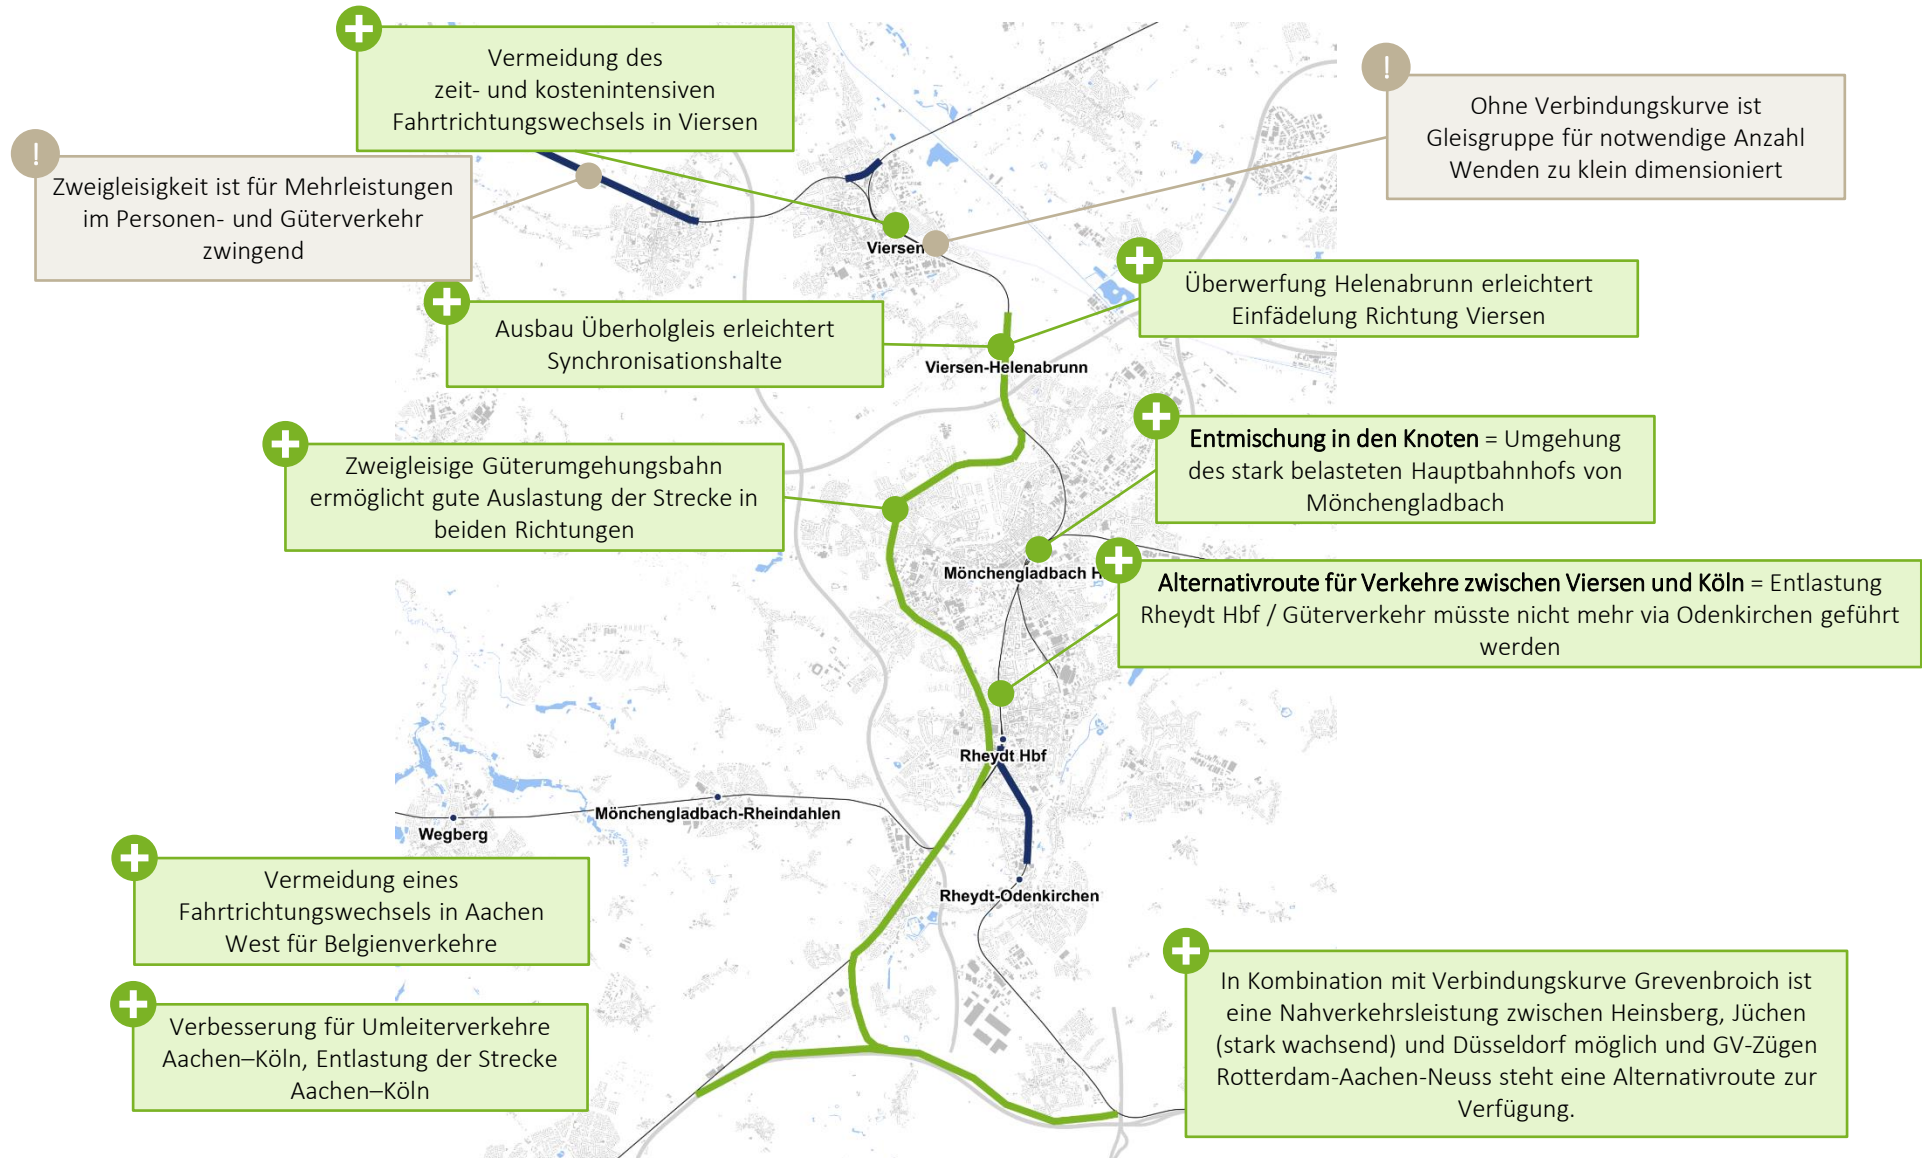 Vermeidung des
zeit- und kostenintensiven
Fahrtrichtungswechsels in Viersen
!
Ohne Verbindungskurve ist
Gleisgruppe für notwendige Anzahl
Wenden zu klein dimensioniert
!
Zweigleisigkeit ist für Mehrleistungen
im Personen- und Güterverkehr
zwingend
Viersen
Überwerfung Helenabrunn erleichtert
Einfädelung Richtung Viersen
Ausbau Überholgleis erleichtert
Synchronisationshalte
Viersen-Helenabrunn
Entmischung in den Knoten = Umgehung
des stark belasteten Hauptbahnhofs von
Mönchengladbach
Zweigleisige Güterumgehungsbahn
ermöglicht gute Auslastung der Strecke in
beiden Richtungen
Mönchengladbach H
Alternativroute für Verkehre zwischen Viersen und Köln = Entlastung
Rheydt Hbf / Güterverkehr müsste nicht mehr via Odenkirchen geführt
werden
Rheydt Hbf
Mönchengladbach-Rheindahlen
Wegberg
Rheydt-Odenkirchen
Vermeidung eines
Fahrtrichtungswechsels in Aachen
West für Belgienverkehre
Verbesserung für Umleiterverkehre
Aachen–Köln, Entlastung der Strecke
Aachen–Köln
In Kombination mit Verbindungskurve Grevenbroich ist
eine Nahverkehrsleistung zwischen Heinsberg, Jüchen
(stark wachsend) und Düsseldorf möglich und GV-Zügen
Rotterdam-Aachen-Neuss steht eine Alternativroute zur
Verfügung.